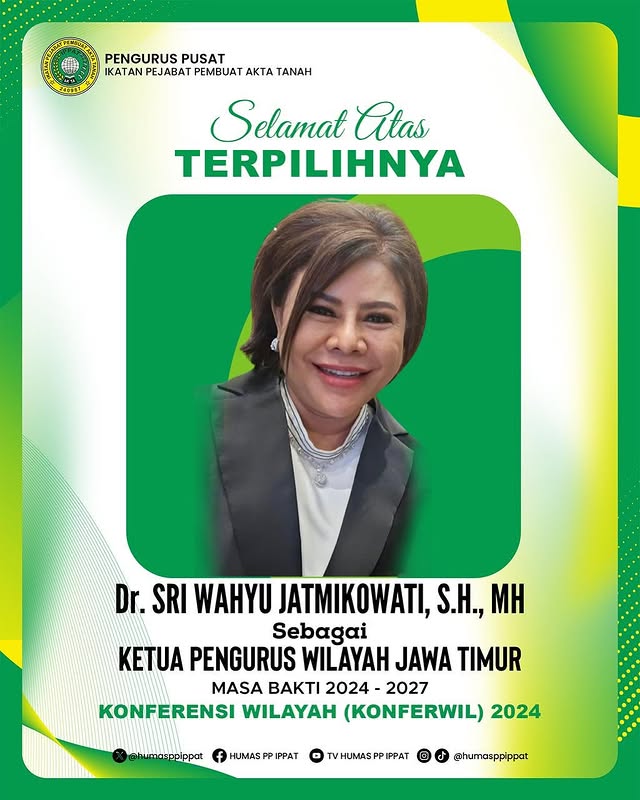 PENGURUS PUSAT
IKATAN PEJABAT PEMBUAT AKTA TANAH
Selamat Atas
TERPILIHNYA
Dr. SRI WAHYU JATMIKOWATI, S.H., MH
Sebagai
KETUA PENGURUS WILAYAH JAWA TIMUR
MASA BAKTI 2024 - 2027
KONFERENSI WILAYAH (KONFERWIL) 2024
@humasppippat HUMAS PP IPPAT TV HUMAS PP IPPAT @humasppippat